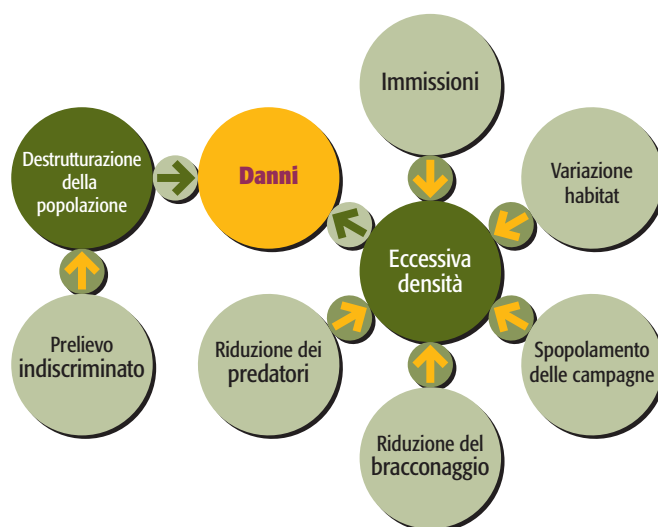 Immissioni
Destrutturazione
della
popolazione
Danni
Variazione
habitat
Eccessiva
densità
Prelievo
indiscriminato
Riduzione dei
predatori
Spopolamento
delle campagne
Riduzione del
bracconaggio